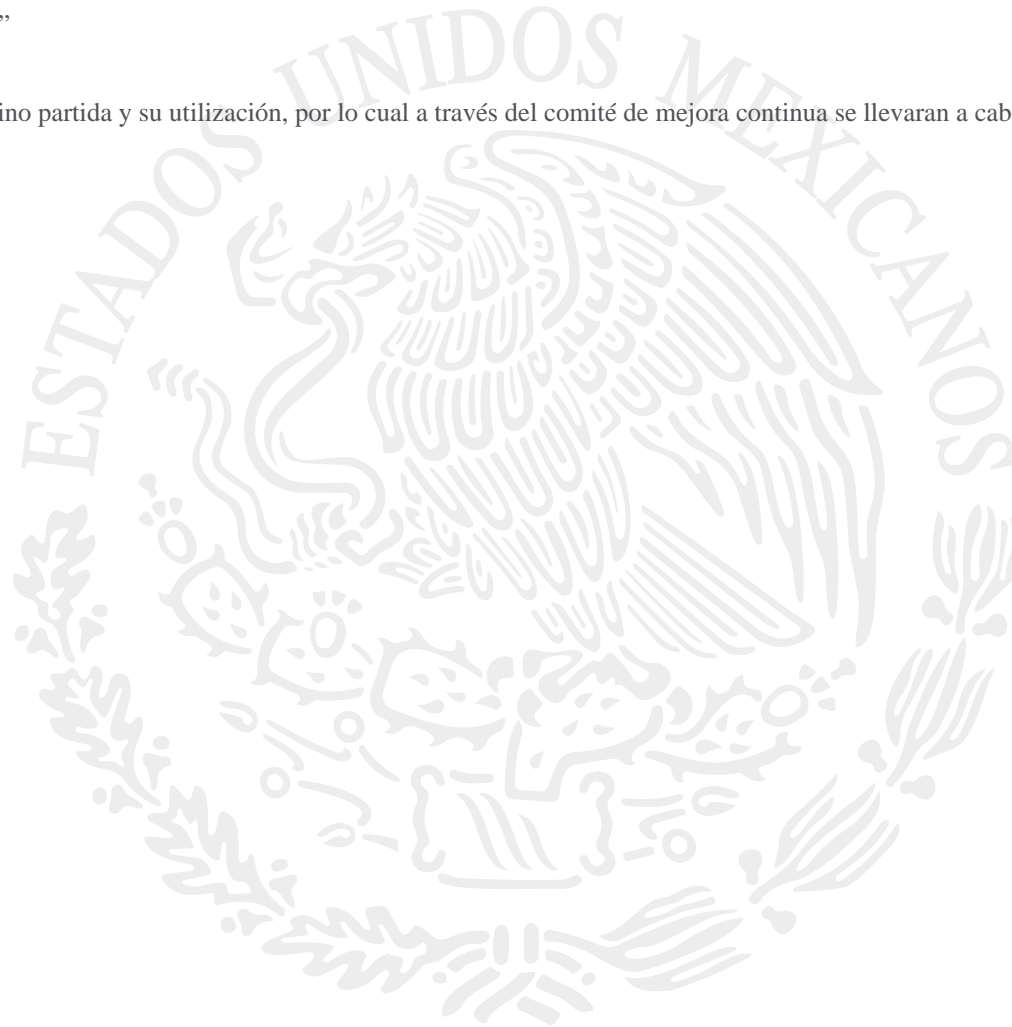 ”
ino partida y su utilización, por lo cual a través del comité de mejora continua se llevaran a cab
ESTADOS UNIDOS MEXICANOS